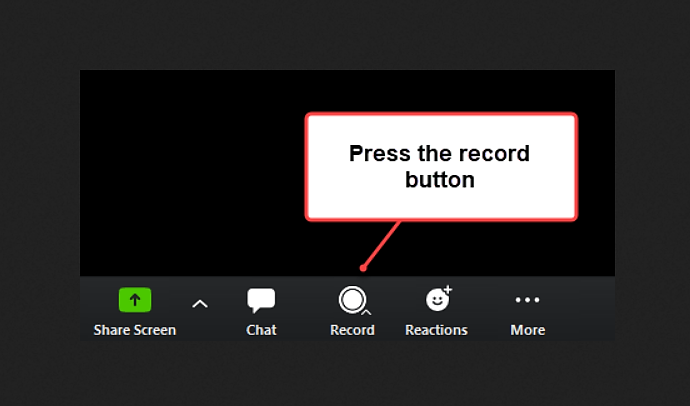 Press the record
button
Share Screen
Chat
Record
Reactions
More